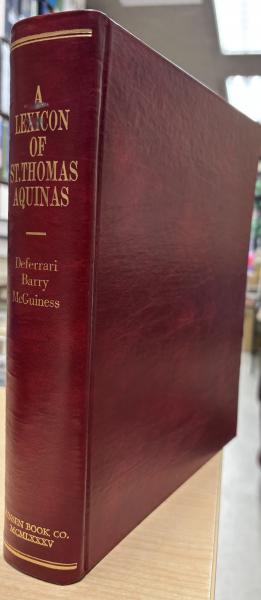 A
LEXICON
OF
ST. THOMAS
AQUINAS
Deferrari
Barry
McGuiness
BOOK CO.
MCMLXXXV